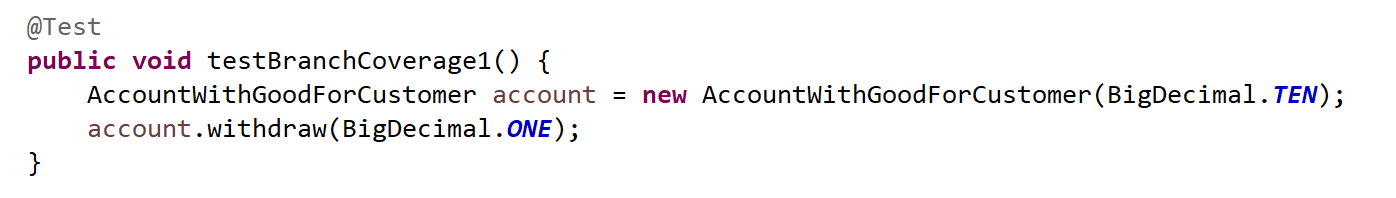 @Test
public void testBranchCoverage1() {
    AccountWithGoodForCustomer account = new AccountWithGoodForCustomer(BigDecimal.TEN);
    account.withdraw(BigDecimal.ONE);
}